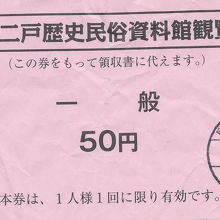 二戸歴史民俗資料館観覧
（この券をもって領収書に代えます。）
一般
50円
本券は、1人様1回に限り有効です。